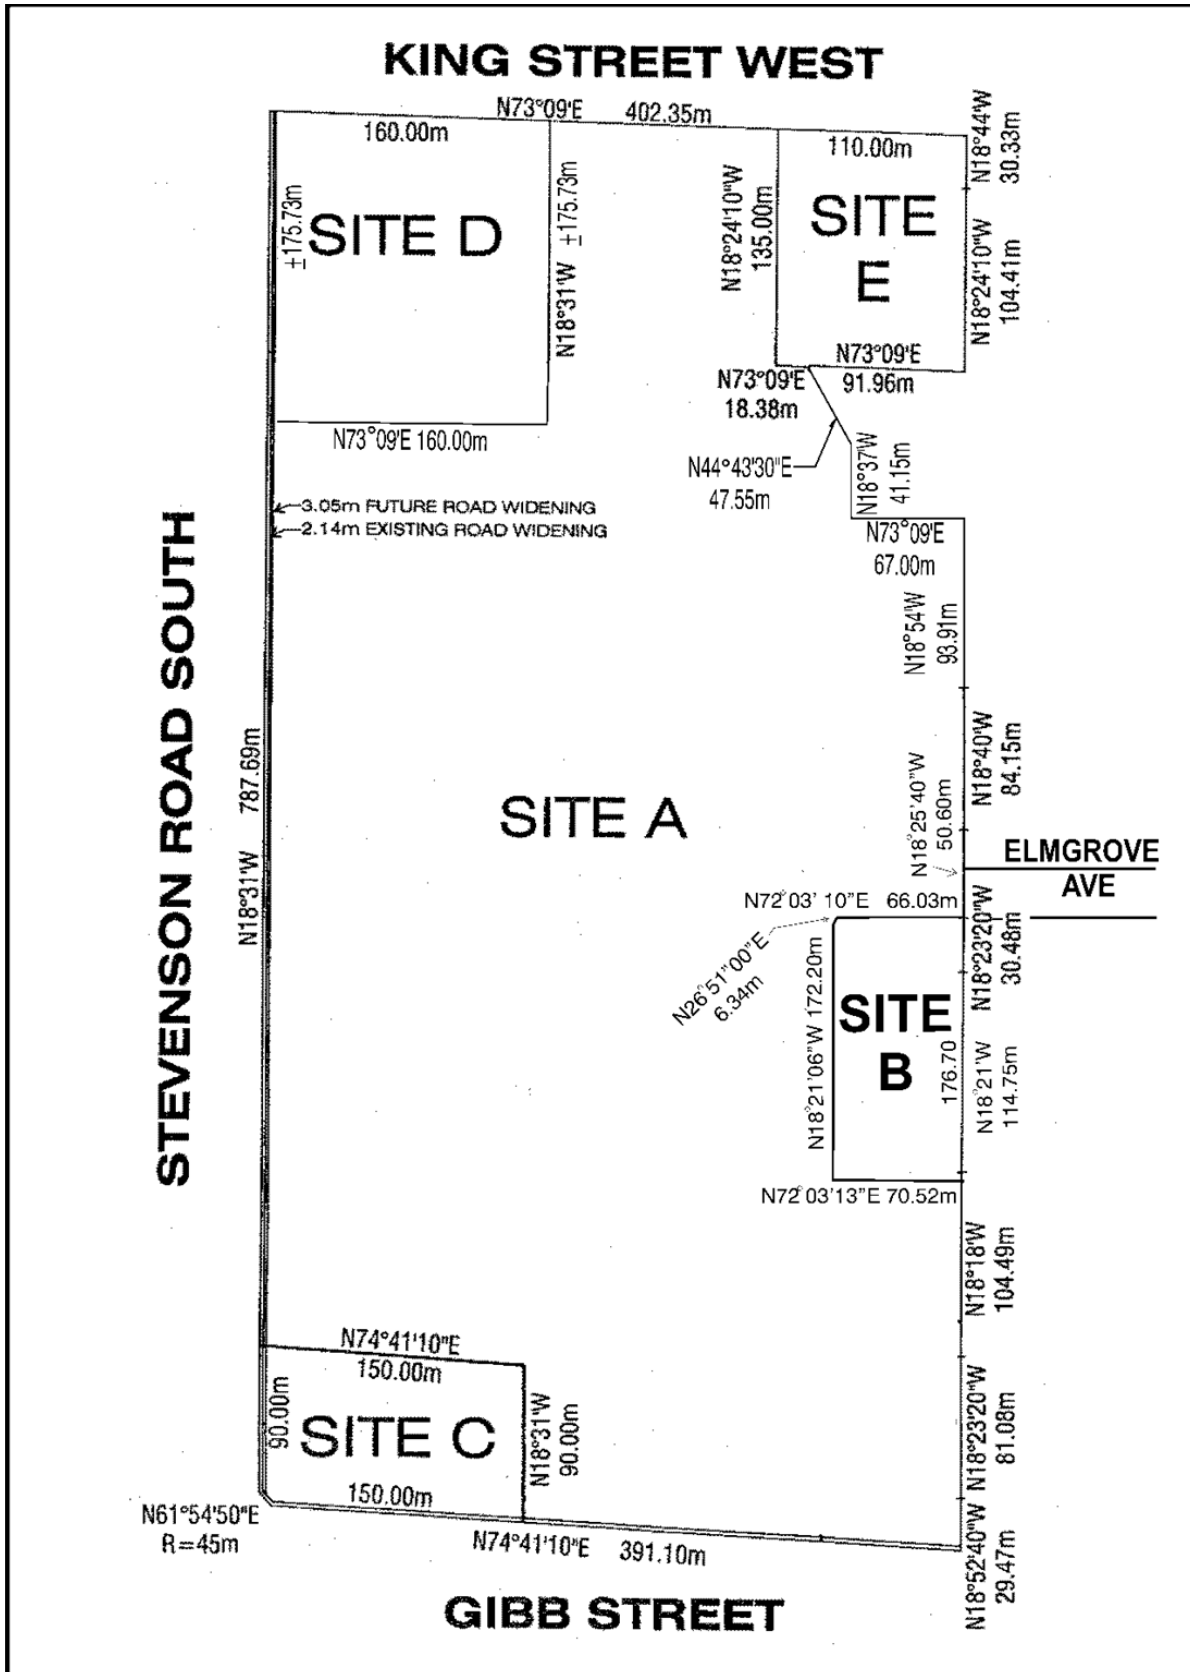 KING STREET WEST
N73°09'E 402.35m
160.00m
110.00m
N18°44'W
30.33m
±175.73m
SITE D
N18°31'W ±175.73m
N18°24'10"W
135.00m
SITE
E
N18°24'10"W
104.41m
N73°09'E
91.96m
N73°09'E
18.38m
N73°09'E 160.00m
N44°43'30"E
47.55m
N18°37'W
41.15m
3.05m FUTURE ROAD WIDENING
2.14m EXISTING ROAD WIDENING
N73°09'E
67.00m
STEVENSON ROAD SOUTH
N18°54'W
93.91m
N18°31'W 787.69m
N18°40'W
84.15m
SITE A
N18°25'40"W
50.60m
ELMGROVE
AVE
N72°03' 10"E 66.03m
N26°51"00"E
6.34m
N18°23'20"W
30.48m
N18°21'06"W 172.20m
SITE
B
176.70
N18°21'W
114.75m
N72°03'13"E 70.52m
N18°18'W
104.49m
N74°41'10"E
150.00m
90.00m
SITE C
N18°31'W
90.00m
N18°23'20"W
81.08m
150.00m
N61°54'50"E
R=45m
N74°41'10"E 391.10m
N18°52'40"W
29.47m
GIBB STREET